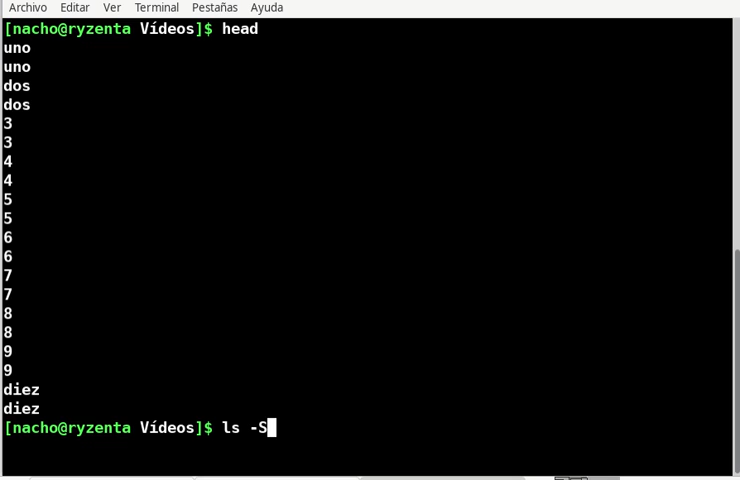 Archivo Editar Ver Terminal Pestañas Ayuda
[nacho@ryzenta Vídeos]$ head
uno
uno
dos
dos
3
3
4
4
5
5
6
6
7
7
8
8
9
9
diez
diez
[nacho@ryzenta Vídeos]$ ls -S